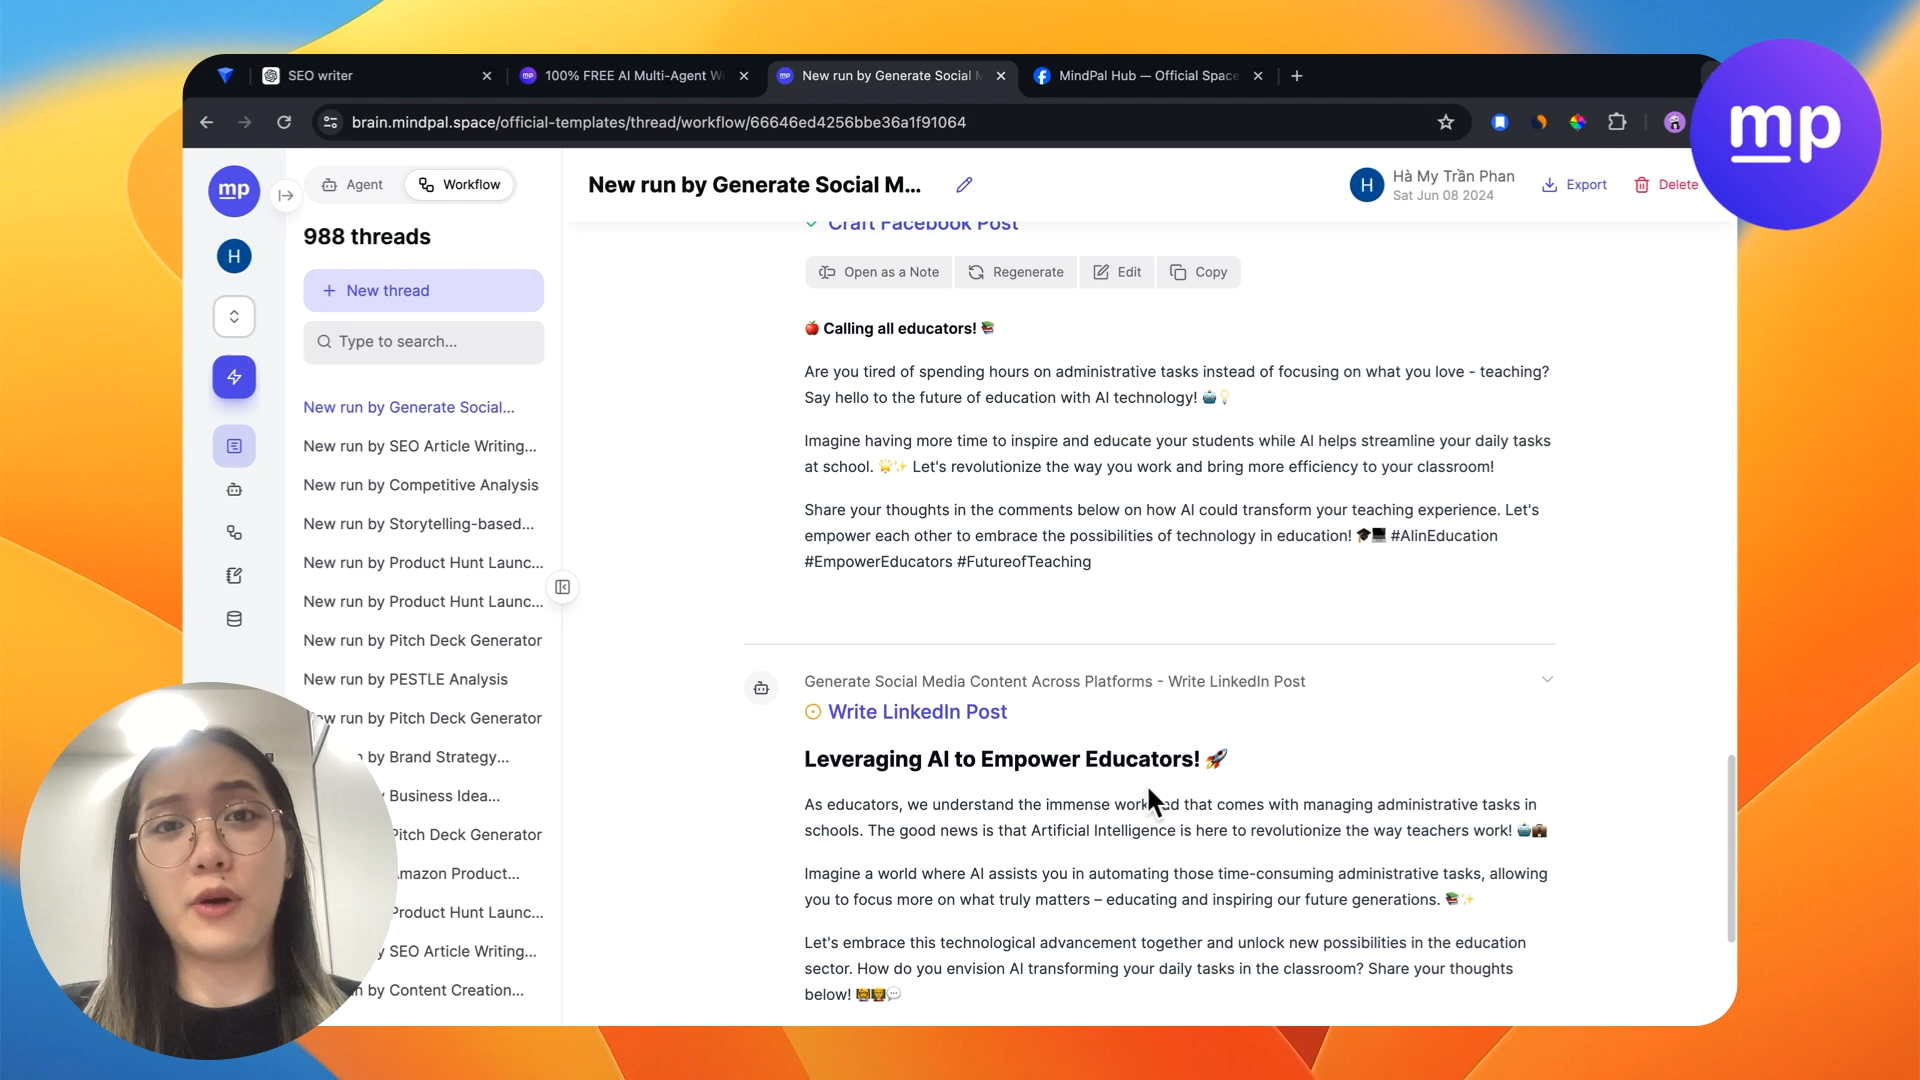 SEO writer
100% FREE AI Multi-Agent W
New run by Generate Social M
MindPal Hub — Official Space
brain.mindpal.space/official-templates/thread/workflow/66646ed4256bbe36a1f91064
mp
mp
Agent
Workflow
New run by Generate Social M...
H
Hà My Trần Phan
Sat Jun 08 2024
Export
Delete
H
988 threads
New thread
Type to search...
New run by Generate Social...
New run by SEO Article Writing...
New run by Competitive Analysis
New run by Storytelling-based...
New run by Product Hunt Launc...
New run by Product Hunt Launc...
New run by Pitch Deck Generator
New run by PESTLE Analysis
run by Pitch Deck Generator
by Brand Strategy...
Business Idea...
Pitch Deck Generator
Amazon Product...
Product Hunt Launc...
SEO Article Writing...
by Content Creation...
Craft Facebook Post
Open as a Note
Regenerate
Edit
Copy
🍎 Calling all educators! 📚
Are you tired of spending hours on administrative tasks instead of focusing on what you love - teaching?
Say hello to the future of education with AI technology! 🤖💡
Imagine having more time to inspire and educate your students while AI helps streamline your daily tasks
at school. 🌟✨ Let's revolutionize the way you work and bring more efficiency to your classroom!
Share your thoughts in the comments below on how AI could transform your teaching experience. Let's
empower each other to embrace the possibilities of technology in education! 🎓💻 #AIinEducation
#EmpowerEducators #FutureofTeaching
Generate Social Media Content Across Platforms - Write LinkedIn Post
Write LinkedIn Post
Leveraging AI to Empower Educators! 🚀
As educators, we understand the immense that comes with managing administrative tasks in
schools. The good news is that Artificial Intelligence is here to revolutionize the way teachers work! 🤖💼
Imagine a world where AI assists you in automating those time-consuming administrative tasks, allowing
you to focus more on what truly matters – educating and inspiring our future generations. 📚✨
Let's embrace this technological advancement together and unlock new possibilities in the education
sector. How do you envision AI transforming your daily tasks in the classroom? Share your thoughts
below! 👩‍🏫👨‍🏫💬